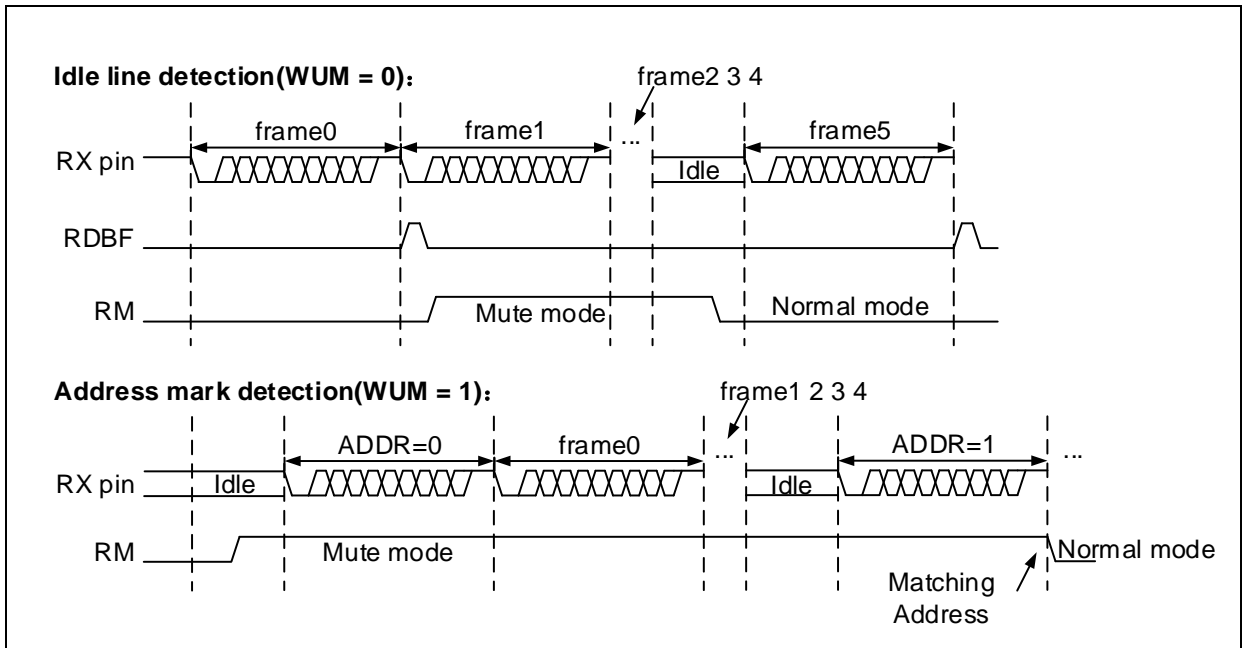 Idle line detection(WUM = 0)：
frame2 3 4
frame0
frame1
...
frame5
RX pin
Idle
RDBF
RM
Mute mode
Normal mode
Address mark detection(WUM = 1)：
frame1 2 3 4
ADDR=0
frame0
...
ADDR=1
...
RX pin
Idle
Idle
RM
Mute mode
Normal mode
Matching
Address